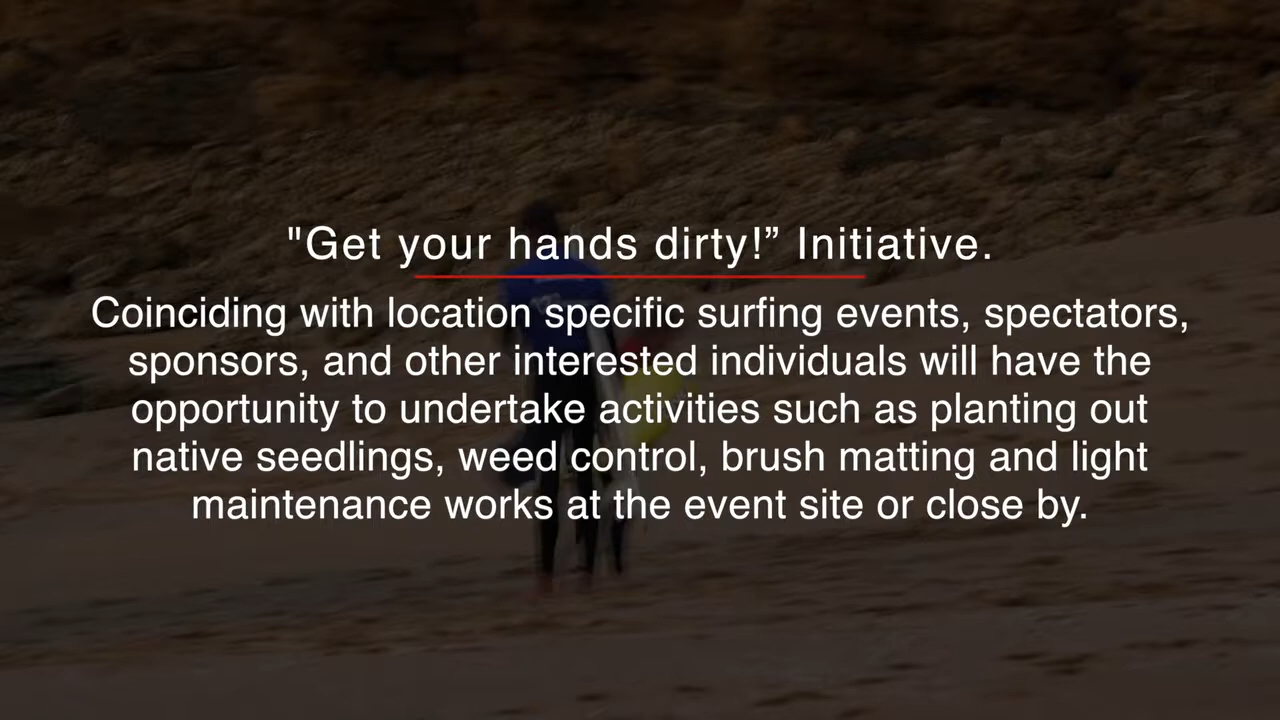 "Get your hands dirty!” Initiative.
Coinciding with location specific surfing events, spectators,
sponsors, and other interested individuals will have the
opportunity to undertake activities such as planting out
native seedlings, weed control, brush matting and light
maintenance works at the event site or close by.